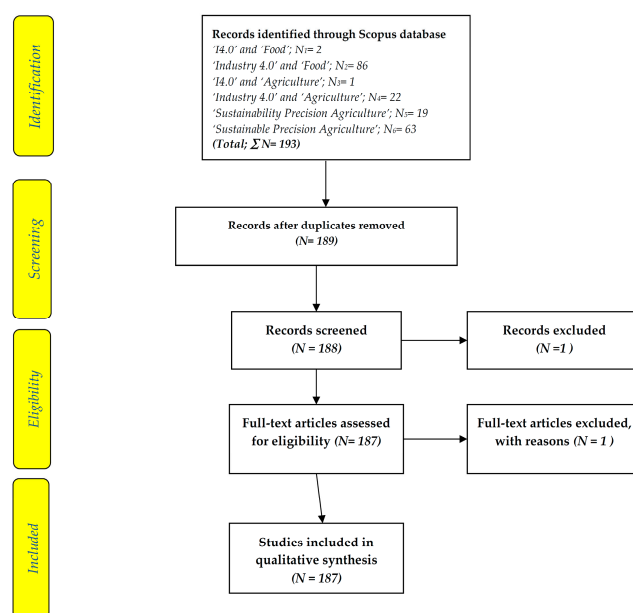 Identification
Records identified through Scopus database
'I4.0' and 'Food'; N₁= 2
'Industry 4.0' and 'Food'; N₂= 86
'I4.0' and 'Agriculture'; N₃= 1
'Industry 4.0' and 'Agriculture'; N₄= 22
'Sustainability Precision Agriculture'; N₅= 19
'Sustainable Precision Agriculture'; N₆= 63
(Total; ∑N= 193)
Screening
Records after duplicates removed
(N= 189)
Records screened
(N = 188)
Records excluded
(N =1 )
Eligibility
Full-text articles assessed
for eligibility (N= 187)
Full-text articles excluded,
with reasons (N = 1 )
Included
Studies included in
qualitative synthesis
(N = 187)